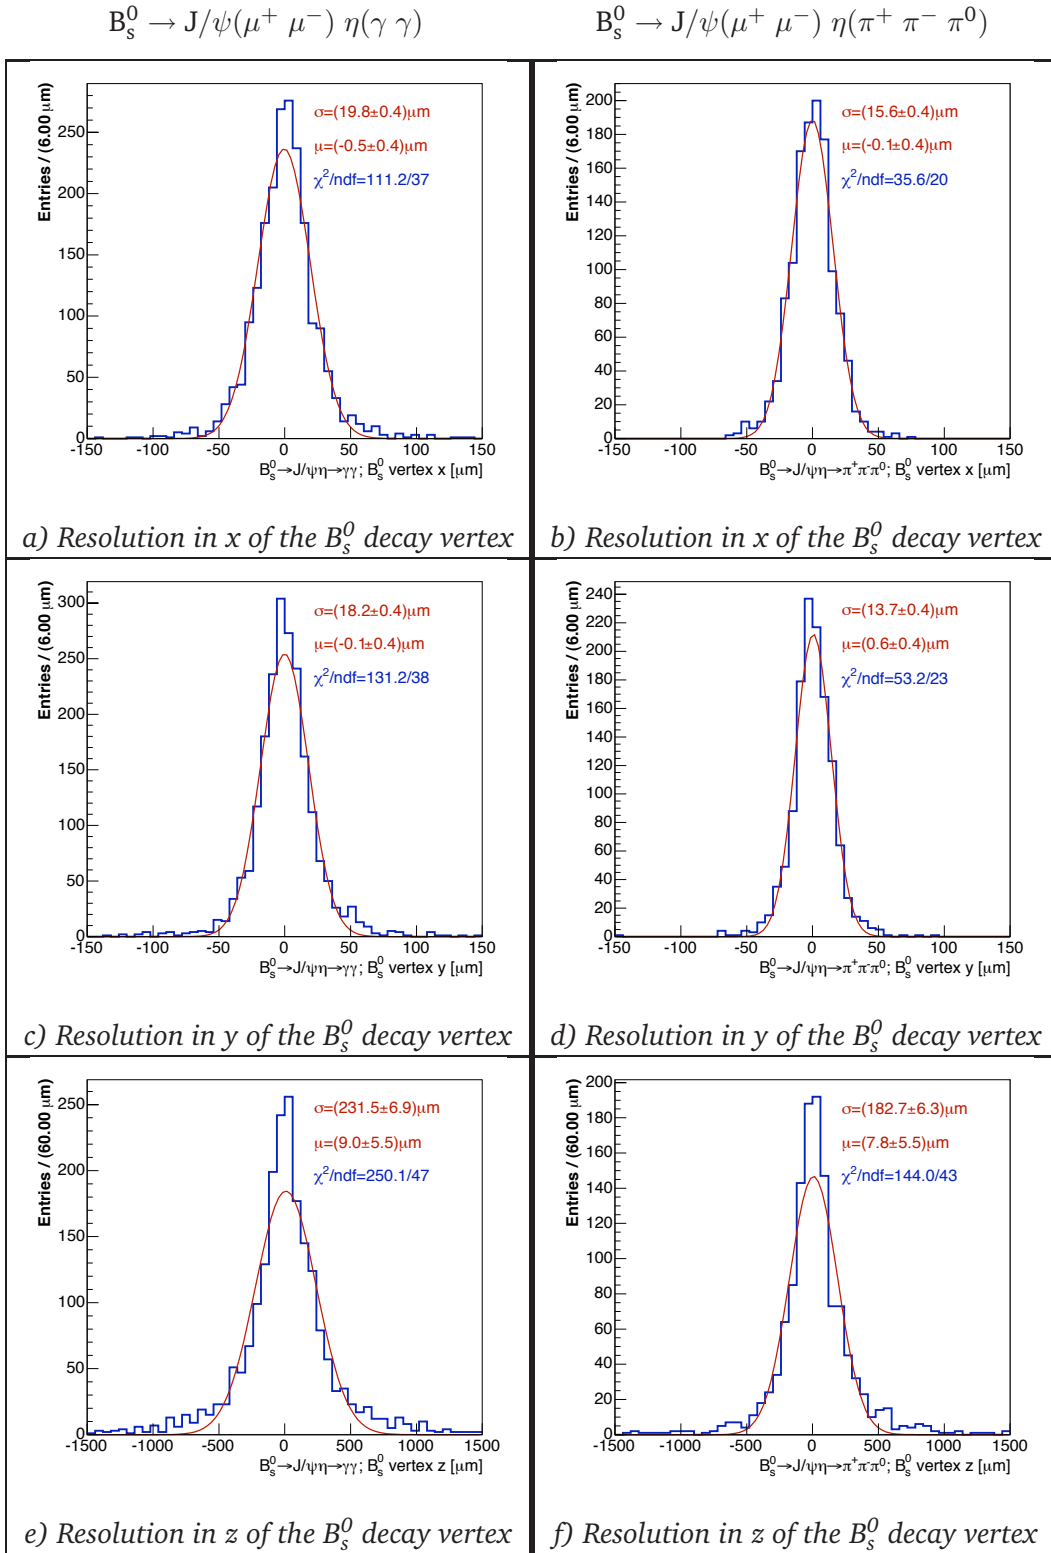 B⁰ₛ → J/ψ(μ⁺ μ⁻) η(γ γ)
B⁰ₛ → J/ψ(μ⁺ μ⁻) η(π⁺ π⁻ π⁰)
Entries / (6.00 μm)
250
200
150
100
50
0
σ=(19.8±0.4)μm
μ=(-0.5±0.4)μm
χ²/ndf=111.2/37
-150 -100 -50 0 50 100 150
B⁰ₛ→J/ψη→γγ; B⁰ₛ vertex x [μm]
a) Resolution in x of the B⁰ₛ decay vertex
Entries / (6.00 μm)
200
180
160
140
120
100
80
60
40
20
0
σ=(15.6±0.4)μm
μ=(-0.1±0.4)μm
χ²/ndf=35.6/20
-150 -100 -50 0 50 100 150
B⁰ₛ→J/ψη→π⁺π⁻π⁰; B⁰ₛ vertex x [μm]
b) Resolution in x of the B⁰ₛ decay vertex
Entries / (6.00 μm)
300
250
200
150
100
50
0
σ=(18.2±0.4)μm
μ=(-0.1±0.4)μm
χ²/ndf=131.2/38
-150 -100 -50 0 50 100 150
B⁰ₛ→J/ψη→γγ; B⁰ₛ vertex y [μm]
c) Resolution in y of the B⁰ₛ decay vertex
Entries / (6.00 μm)
240
220
200
180
160
140
120
100
80
60
40
20
0
σ=(13.7±0.4)μm
μ=(0.6±0.4)μm
χ²/ndf=53.2/23
-150 -100 -50 0 50 100 150
B⁰ₛ→J/ψη→π⁺π⁻π⁰; B⁰ₛ vertex y [μm]
d) Resolution in y of the B⁰ₛ decay vertex
Entries / (60.00 μm)
250
200
150
100
50
0
σ=(231.5±6.9)μm
μ=(9.0±5.5)μm
χ²/ndf=250.1/47
-1500 -1000 -500 0 500 1000 1500
B⁰ₛ→J/ψη→γγ; B⁰ₛ vertex z [μm]
e) Resolution in z of the B⁰ₛ decay vertex
Entries / (60.00 μm)
200
180
160
140
120
100
80
60
40
20
0
σ=(182.7±6.3)μm
μ=(7.8±5.5)μm
χ²/ndf=144.0/43
-1500 -1000 -500 0 500 1000 1500
B⁰ₛ→J/ψη→π⁺π⁻π⁰; B⁰ₛ vertex z [μm]
f) Resolution in z of the B⁰ₛ decay vertex